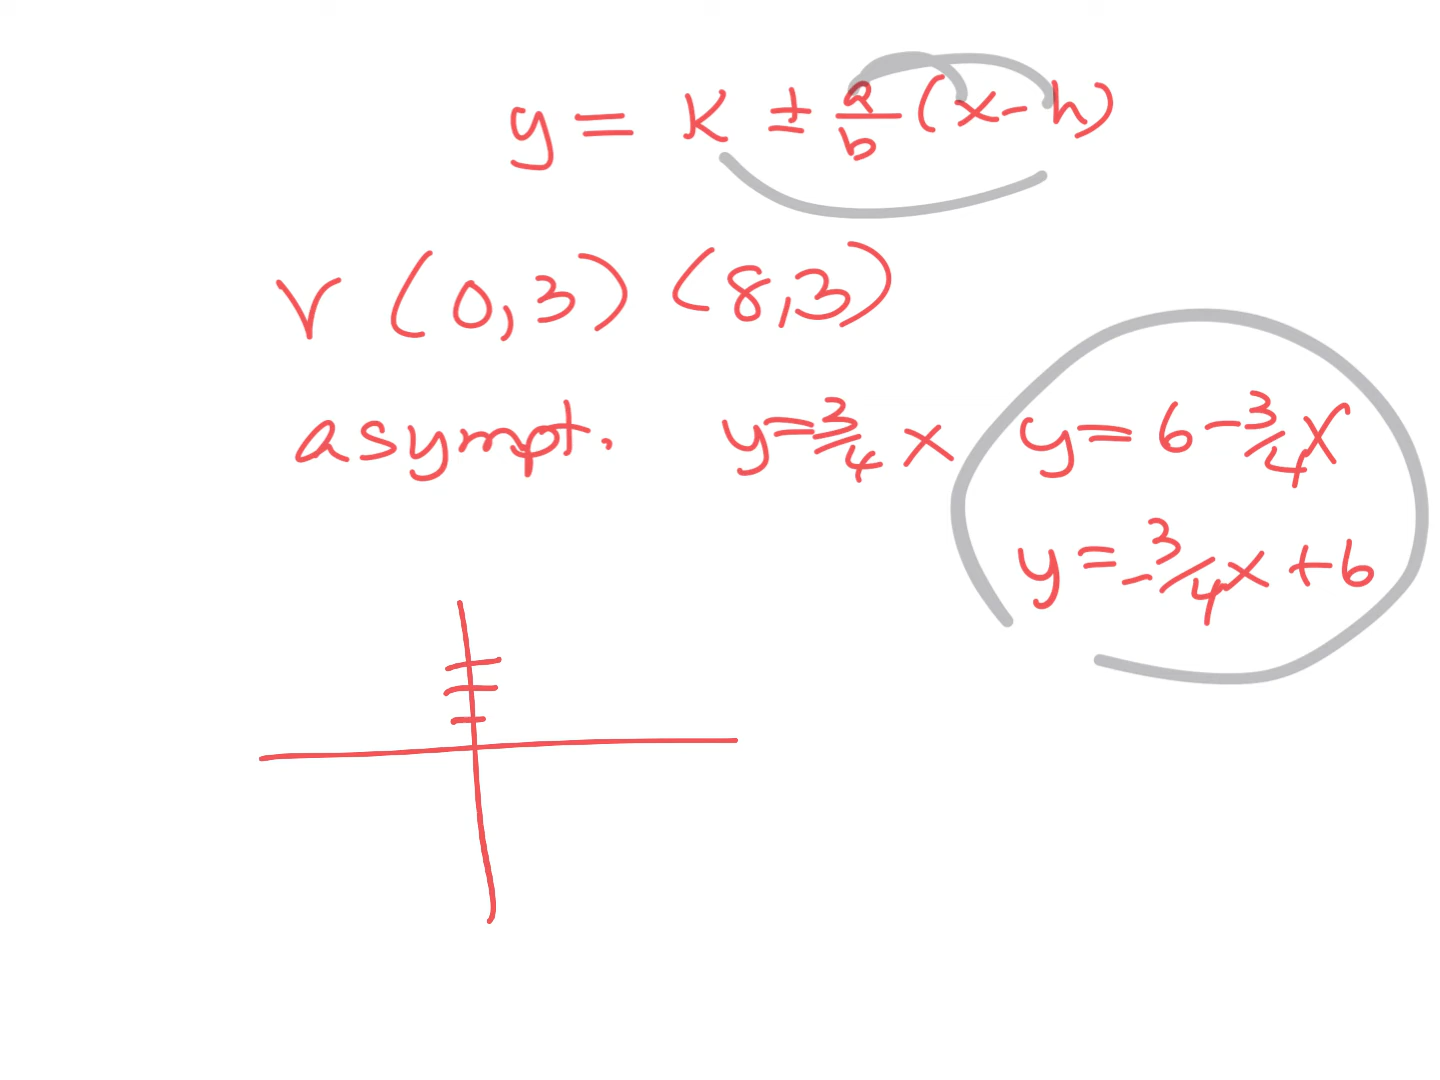 y = k ± a/b (x - h)
V (0,3) (8,3)
asympt. y = 3/4 x y = 6 - 3/4 x
y = -3/4 x + 6